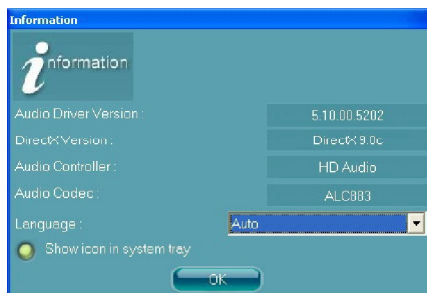 Information
information
Audio Driver Version : 5.10.00.5202
DirectX Version : DirectX 9.0c
Audio Controller : HD Audio
Audio Codec : ALC883
Language : Auto
Show icon in system tray
OK